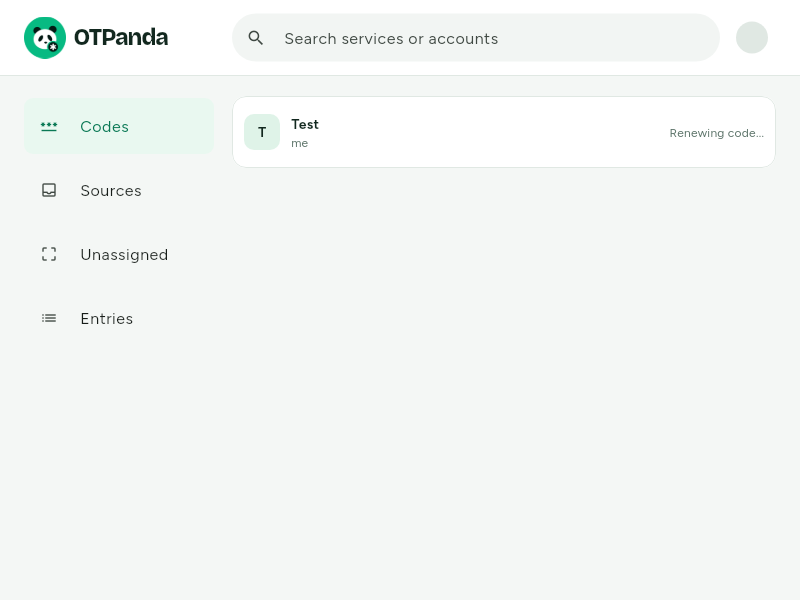 OTPanda
Search services or accounts
Codes
Sources
Unassigned
Entries
T
Test
me
Renewing code...